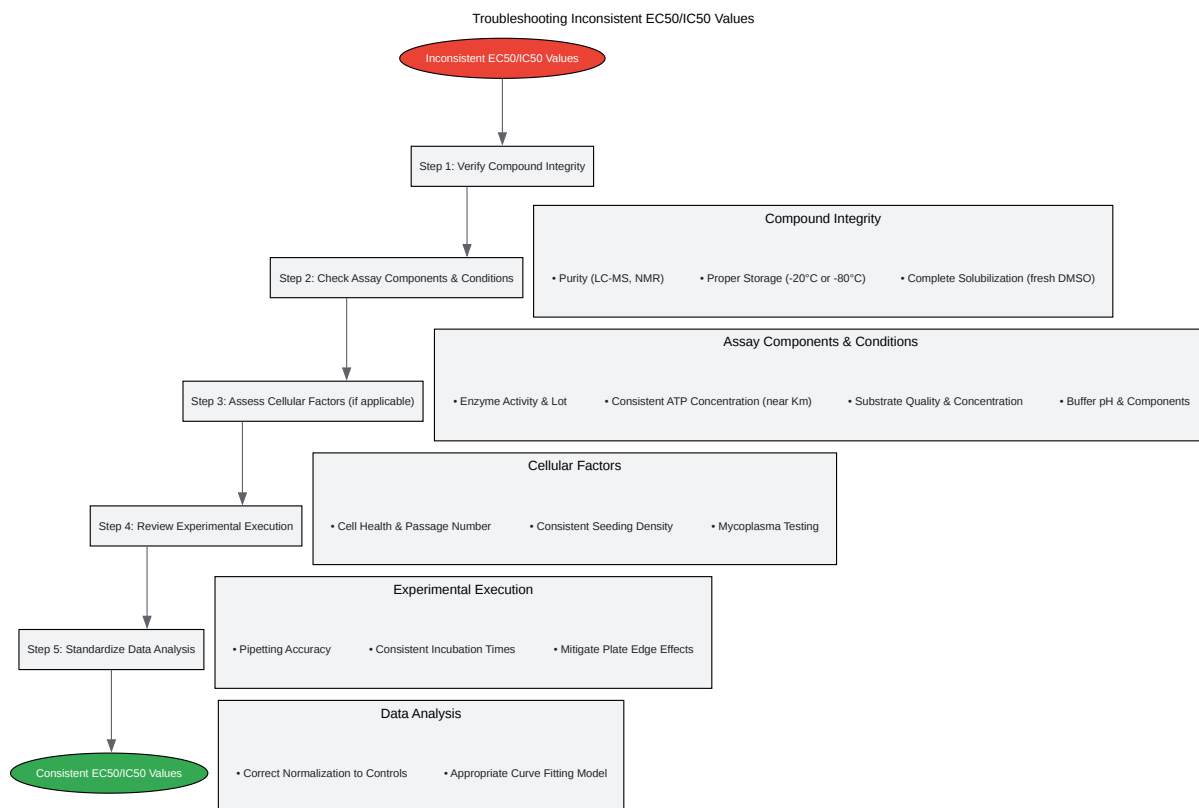 Troubleshooting Inconsistent EC50/IC50 Values
Inconsistent EC50/IC50 Values
Step 1: Verify Compound Integrity
Compound Integrity
Step 2: Check Assay Components & Conditions
• Purity (LC-MS, NMR)
• Proper Storage (-20°C or -80°C)
• Complete Solubilization (fresh DMSO)
Assay Components & Conditions
Step 3: Assess Cellular Factors (if applicable)
• Enzyme Activity & Lot
• Consistent ATP Concentration (near Km)
• Substrate Quality & Concentration
• Buffer pH & Components
Cellular Factors
Step 4: Review Experimental Execution
• Cell Health & Passage Number
• Consistent Seeding Density
• Mycoplasma Testing
Experimental Execution
Step 5: Standardize Data Analysis
• Pipetting Accuracy
• Consistent Incubation Times
• Mitigate Plate Edge Effects
Data Analysis
Consistent EC50/IC50 Values
• Correct Normalization to Controls
• Appropriate Curve Fitting Model